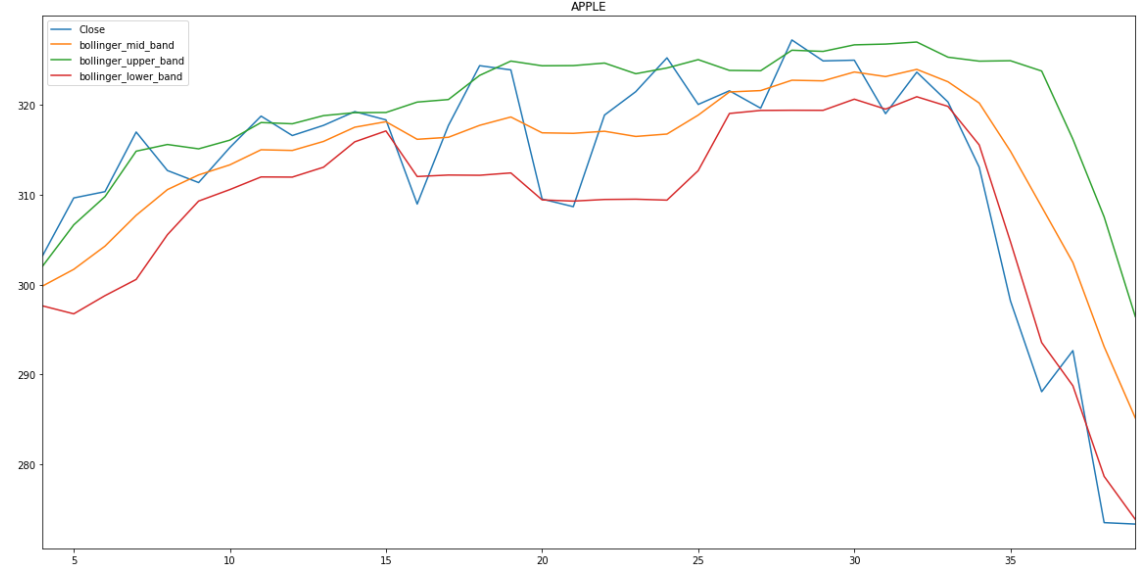 APPLE
Close
bollinger_mid_band
bollinger_upper_band
bollinger_lower_band
320
310
300
290
280
5 10 15 20 25 30 35